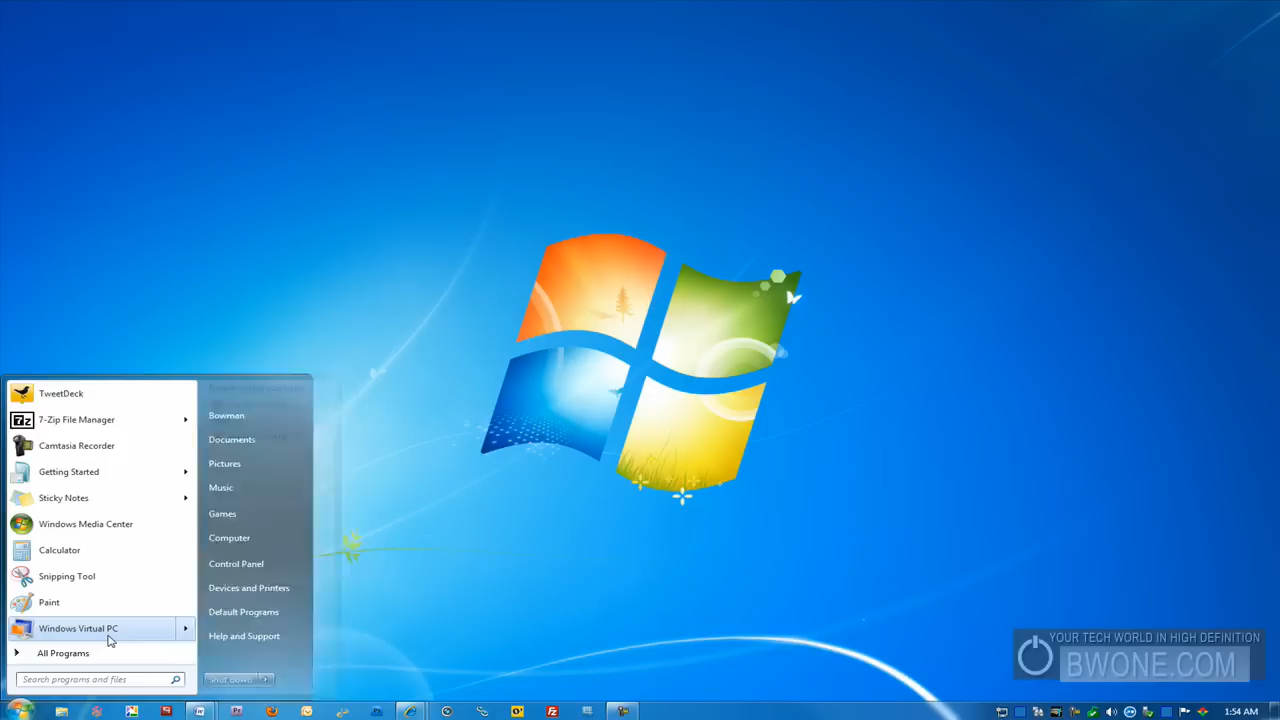 TweetDeck
7-Zip File Manager
Camtasia Recorder
Getting Started
Sticky Notes
Windows Media Center
Calculator
Snipping Tool
Paint
Windows Virtual PC
All Programs
Search programs and files
Bowman
Documents
Pictures
Music
Games
Computer
Control Panel
Devices and Printers
Default Programs
Help and Support
Shut down
YOUR TECH WORLD IN HIGH DEFINITION
BWONE.COM
1:54 AM